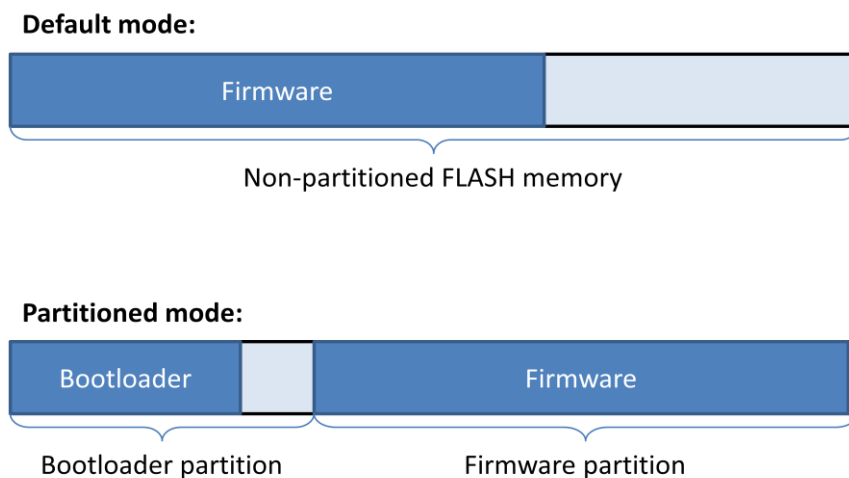 Default mode:
Firmware
Non-partitioned FLASH memory
Partitioned mode:
Bootloader
Firmware
Bootloader partition
Firmware partition